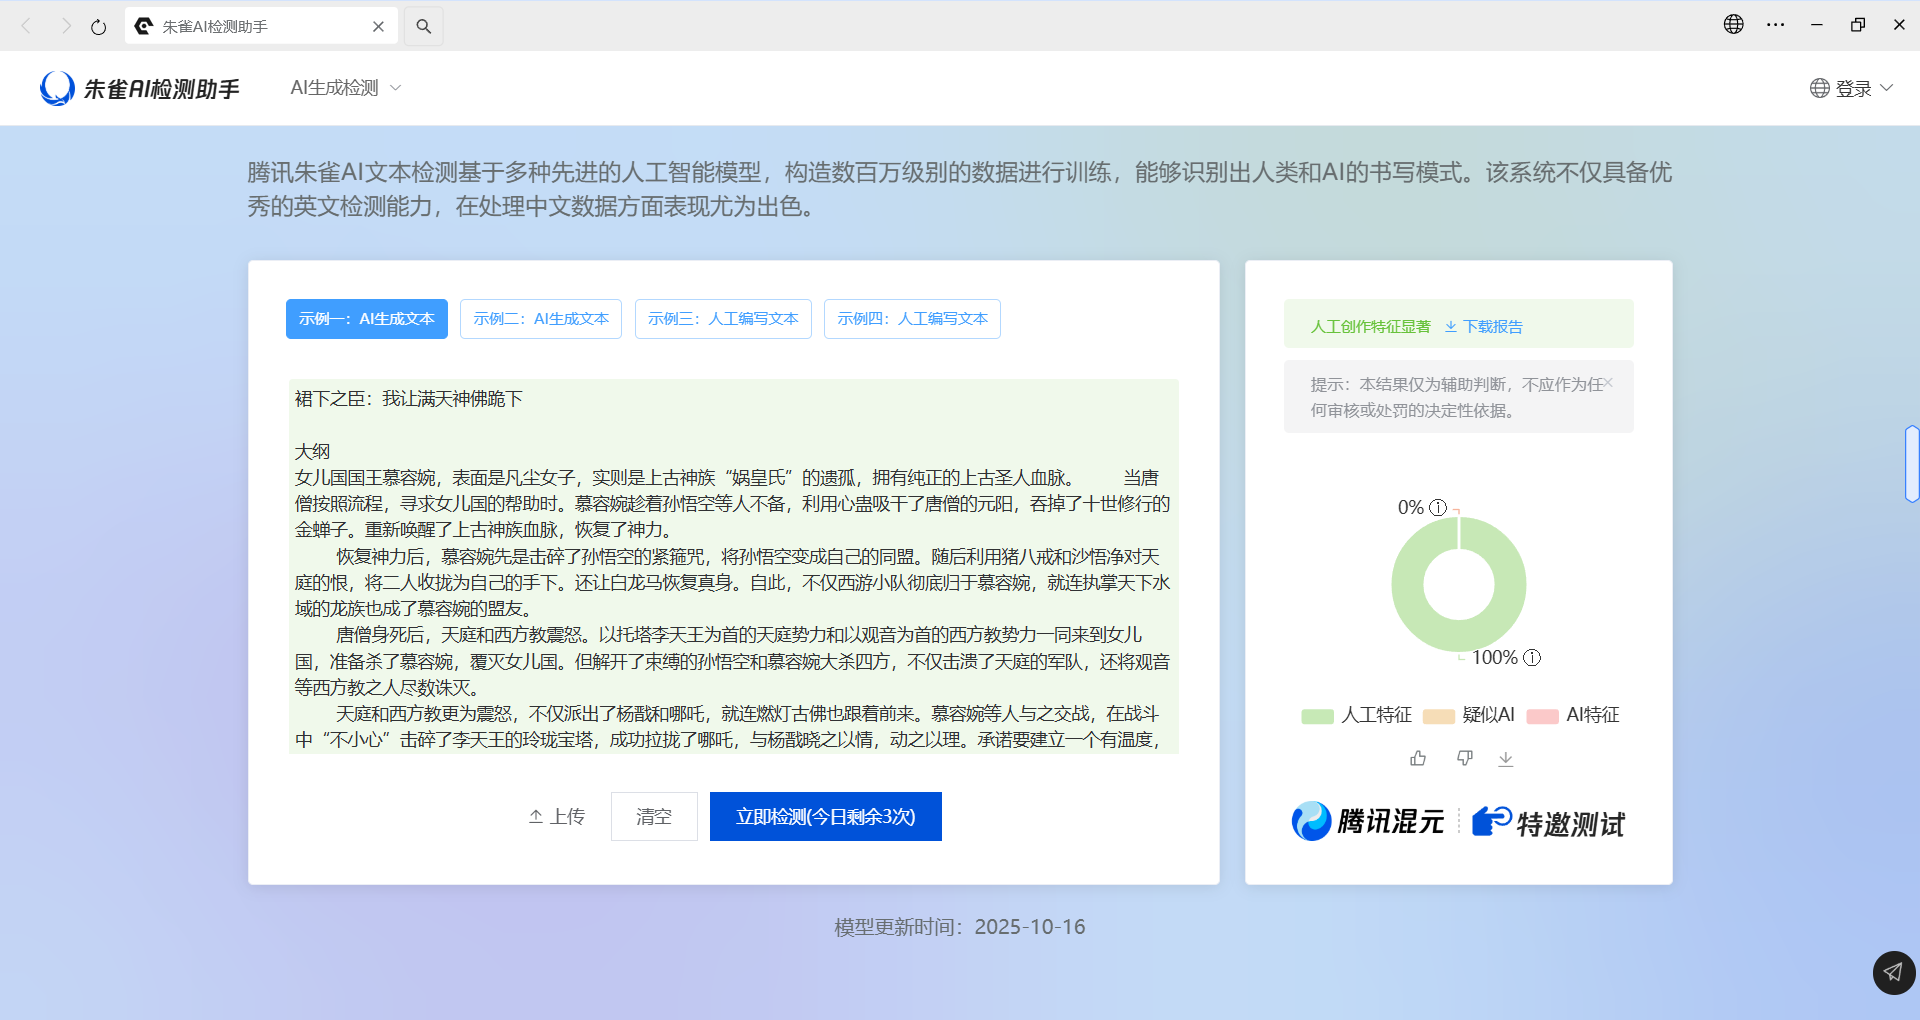 朱雀AI检测助手
朱雀AI检测助手
AI生成检测
登录
腾讯朱雀AI文本检测基于多种先进的人工智能模型，构造数百万级别的数据进行训练，能够识别出人类和AI的书写模式。该系统不仅具备优
秀的英文检测能力，在处理中文数据方面表现尤为出色。
示例一：AI生成文本
示例二：AI生成文本
示例三：人工编写文本
示例四：人工编写文本
裙下之臣：我让满天神佛跪下
大纲
女儿国国王慕容婉，表面是凡尘女子，实则是上古神族“娲皇氏”的遗孤，拥有纯正的上古圣人血脉。 当唐
僧按照流程，寻求女儿国的帮助时。慕容婉趁着孙悟空等人不备，利用心蛊吸干了唐僧的元阳，吞掉了十世修行的
金蝉子。重新唤醒了上古神族血脉，恢复了神力。
恢复神力后，慕容婉先是击碎了孙悟空的紧箍咒，将孙悟空变成自己的同盟。随后利用猪八戒和沙悟净对天
庭的恨，将二人收拢为自己的手下。还让白龙马恢复真身。自此，不仅西游小队彻底归于慕容婉，就连执掌天下水
域的龙族也成了慕容婉的盟友。
唐僧身死后，天庭和西方教震怒。以托塔李天王为首的天庭势力和以观音为首的西方教势力一同来到女儿
国，准备杀了慕容婉，覆灭女儿国。但解开了束缚的孙悟空和慕容婉大杀四方，不仅击溃了天庭的军队，还将观音
等西方教之人尽数诛灭。
天庭和西方教更为震怒，不仅派出了杨戬和哪吒，就连燃灯古佛也跟着前来。慕容婉等人与之交战，在战斗
中“不小心”击碎了李天王的玲珑宝塔，成功拉拢了哪吒，与杨戬晓之以情，动之以理。承诺要建立一个有温度，
上传
清空
立即检测(今日剩余3次)
人工创作特征显著 下载报告
提示：本结果仅为辅助判断，不应作为任
何审核或处罚的决定性依据。
0%
100%
人工特征 疑似AI AI特征
腾讯混元 特邀测试
模型更新时间：2025-10-16